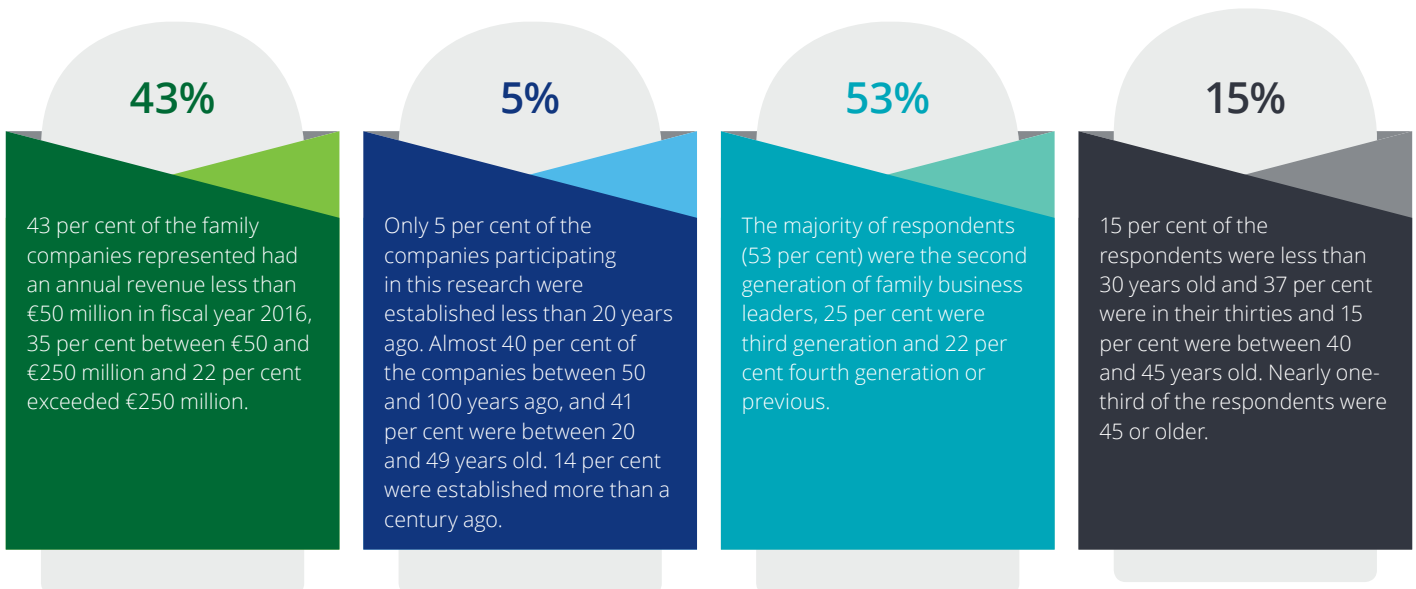 43%
43 per cent of the family
companies represented had
an annual revenue less than
€50 million in fiscal year 2016,
35 per cent between €50 and
€250 million and 22 per cent
exceeded €250 million.
5%
Only 5 per cent of the
companies participating
in this research were
established less than 20 years
ago. Almost 40 per cent of
the companies between 50
and 100 years ago, and 41
per cent were between 20
and 49 years old. 14 per cent
were established more than a
century ago.
53%
The majority of respondents
(53 per cent) were the second
generation of family business
leaders, 25 per cent were
third generation and 22 per
cent fourth generation or
previous.
15%
15 per cent of the
respondents were less than
30 years old and 37 per cent
were in their thirties and 15
per cent were between 40
and 45 years old. Nearly one-
third of the respondents were
45 or older.